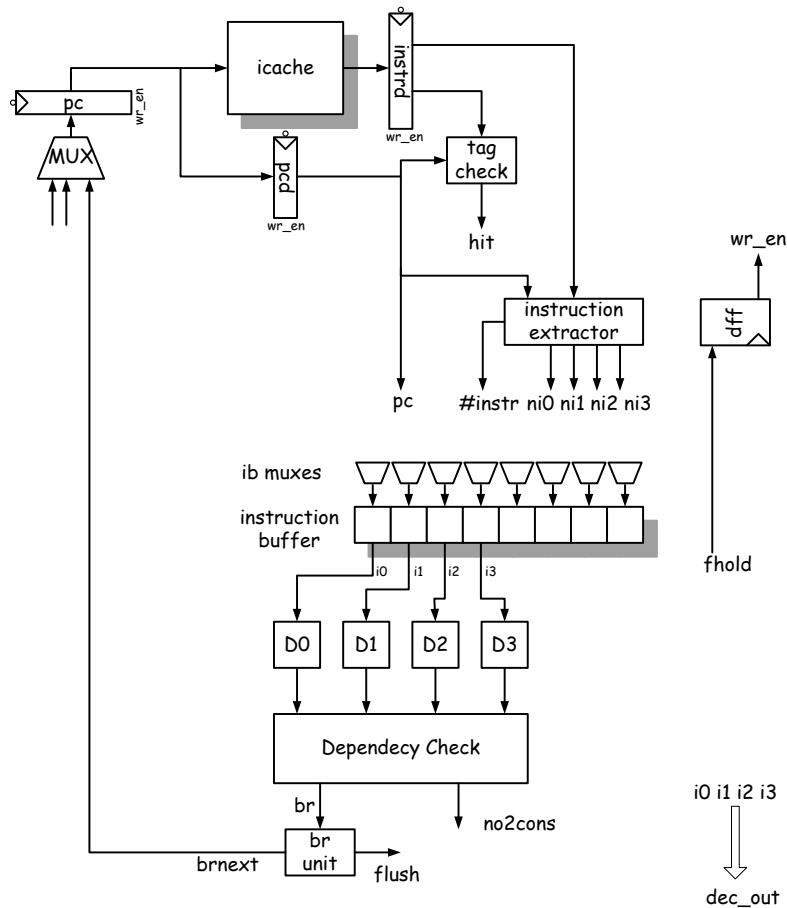 icache
instrd
pc
wr_en
wr_en
MUX
pcd
tag
check
wr_en
hit
wr_en
instruction
extractor
dff
pc
#instr ni0 ni1 ni2 ni3
ib muxes
instruction
buffer
fhold
i0
i1
i2
i3
D0
D1
D2
D3
Dependecy Check
i0 i1 i2 i3
br
no2cons
br
unit
brnext
flush
dec_out